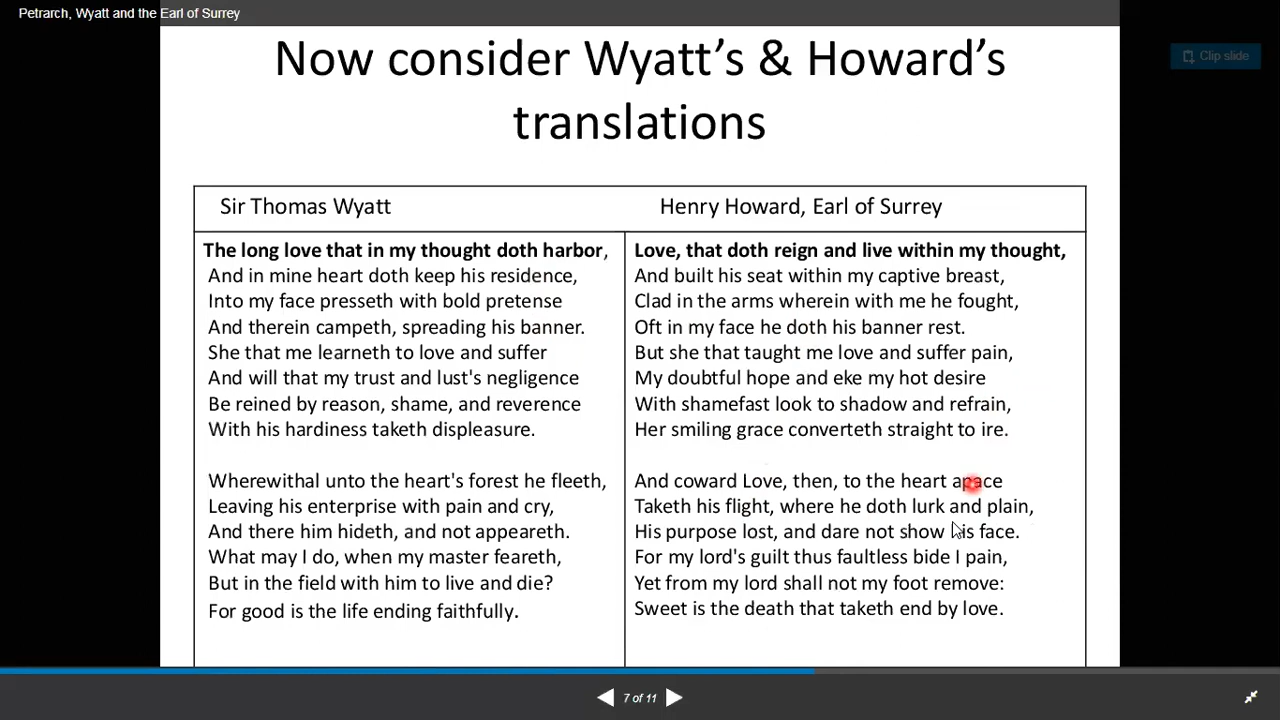 Petrarch, Wyatt and the Earl of Surrey
Clip slide
Now consider Wyatt's & Howard's
translations
Sir Thomas Wyatt
The long love that in my thought doth harbor,
And in mine heart doth keep his residence,
Into my face presseth with bold pretense
And therein campeth, spreading his banner.
She that me learneth to love and suffer
And will that my trust and lust's negligence
Be reined by reason, shame, and reverence
With his hardiness taketh displeasure.
Wherewithal unto the heart's forest he fleeth,
Leaving his enterprise with pain and cry,
And there him hideth, and not appeareth.
What may I do, when my master feareth,
But in the field with him to live and die?
For good is the life ending faithfully.
Henry Howard, Earl of Surrey
Love, that doth reign and live within my thought,
And built his seat within my captive breast,
Clad in the arms wherein with me he fought,
Oft in my face he doth his banner rest.
But she that taught me love and suffer pain,
My doubtful hope and eke my hot desire
With shamefast look to shadow and refrain,
Her smiling grace converteth straight to ire.
And coward Love, then, to the heart apace
Taketh his flight, where he doth lurk and plain,
His purpose lost, and dare not show his face.
For my lord's guilt thus faultless bide I pain,
Yet from my lord shall not my foot remove:
Sweet is the death that taketh end by love.
7 of 11